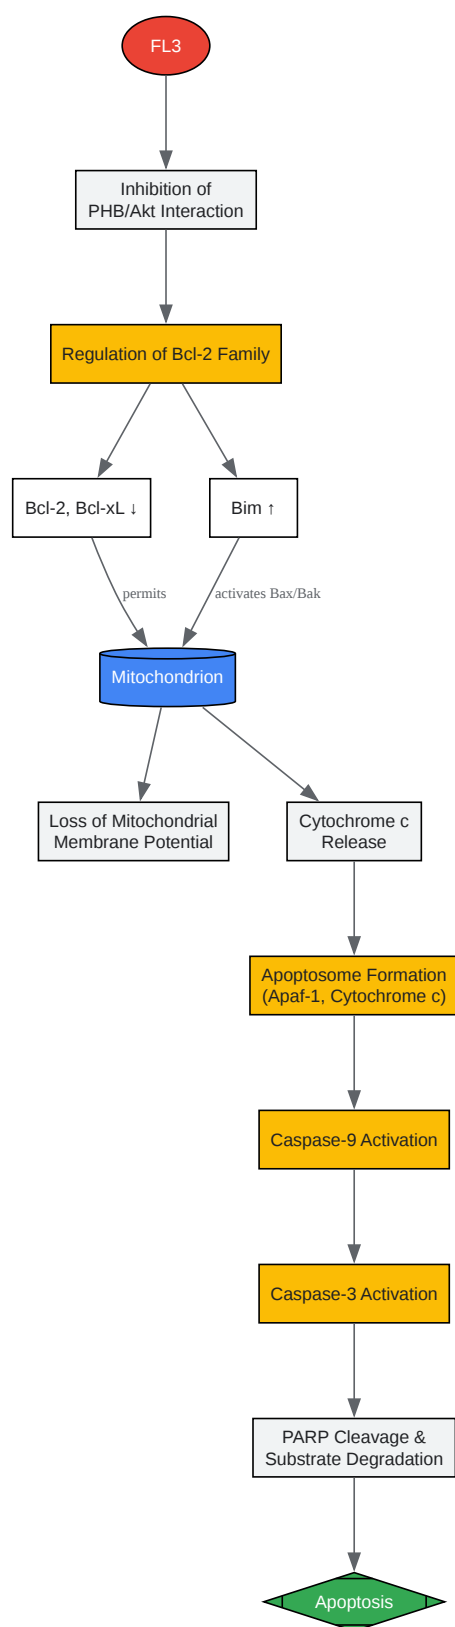 FL3
Inhibition of
PHB/Akt Interaction
Regulation of Bcl-2 Family
Bcl-2, Bcl-xL ↓
Bim ↑
permits
activates Bax/Bak
Mitochondrion
Loss of Mitochondrial
Membrane Potential
Cytochrome c
Release
Apoptosome Formation
(Apaf-1, Cytochrome c)
Caspase-9 Activation
Caspase-3 Activation
PARP Cleavage &
Substrate Degradation
Apoptosis